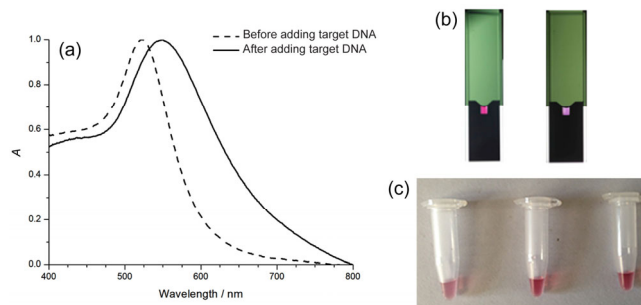 (a)
Before adding target DNA
After adding target DNA
1.0
0.8
0.6
0.4
0.2
0.0
A
400
500
600
700
800
Wavelength / nm
(b)
(c)